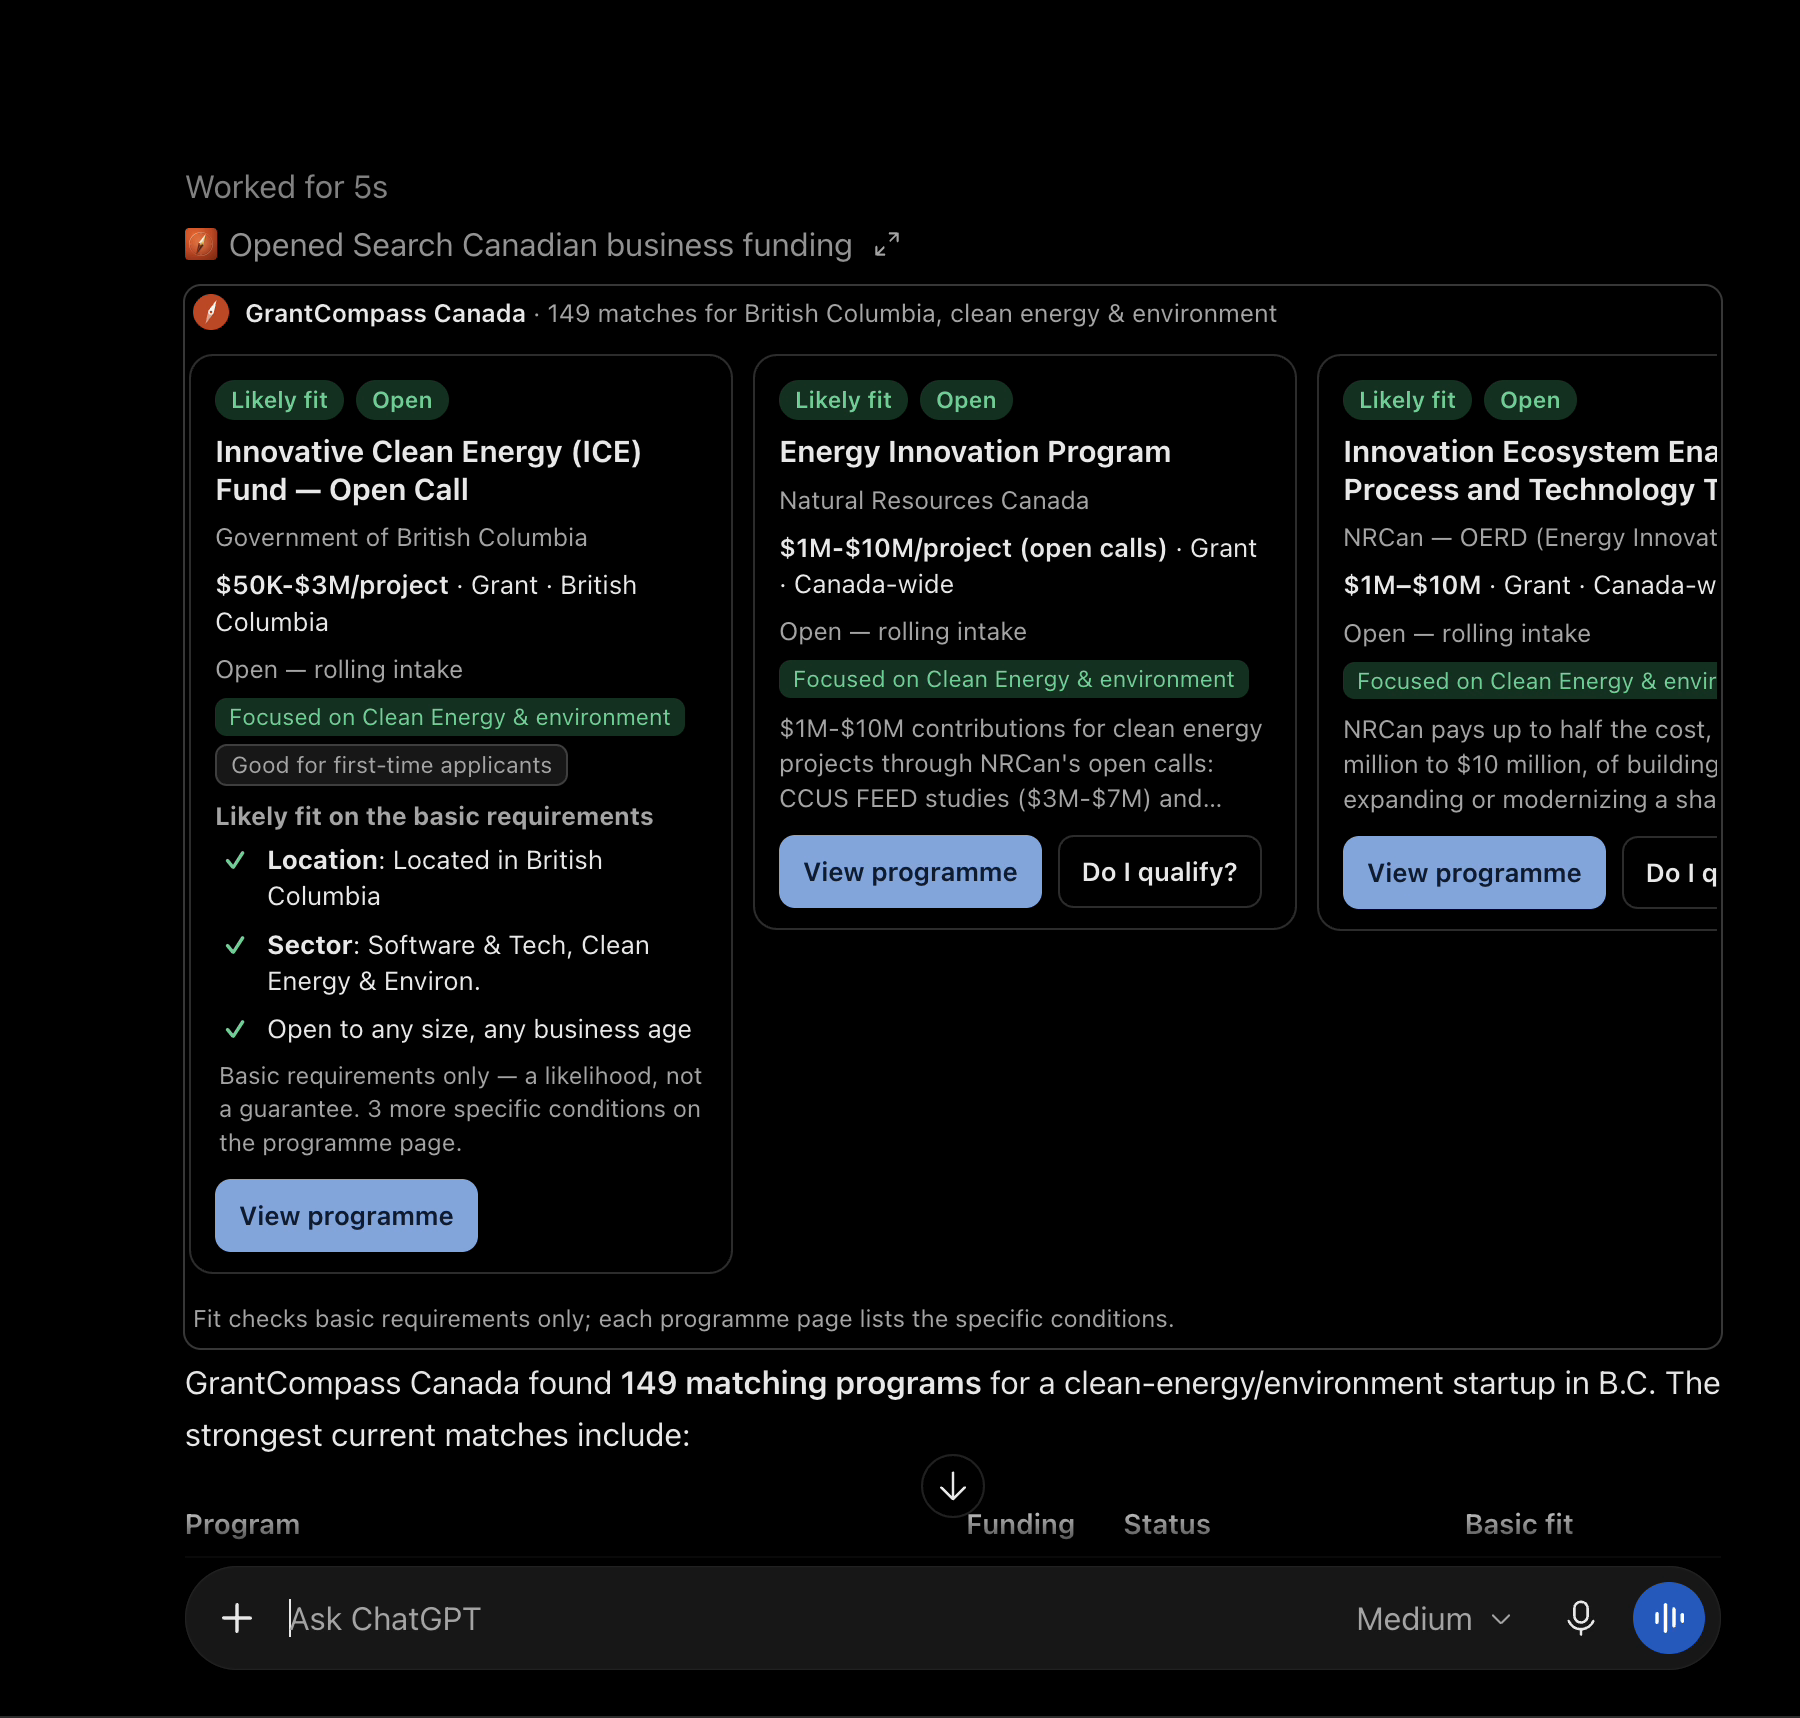 Worked for 5s
Opened Search Canadian business funding
GrantCompass Canada · 149 matches for British Columbia, clean energy & environment
Likely fit
Open
Innovative Clean Energy (ICE)
Fund — Open Call
Government of British Columbia
$50K-$3M/project · Grant · British
Columbia
Open — rolling intake
Focused on Clean Energy & environment
Good for first-time applicants
Likely fit on the basic requirements
Location: Located in British
Columbia
Sector: Software & Tech, Clean
Energy & Environ.
Open to any size, any business age
Basic requirements only — a likelihood, not
a guarantee. 3 more specific conditions on
the programme page.
View programme
Likely fit
Open
Energy Innovation Program
Natural Resources Canada
$1M-$10M/project (open calls) · Grant
· Canada-wide
Open — rolling intake
Focused on Clean Energy & environment
$1M-$10M contributions for clean energy
projects through NRCan's open calls:
CCUS FEED studies ($3M-$7M) and...
View programme
Do I qualify?
Likely fit
Open
Innovation Ecosystem Ena
Process and Technology T
NRCan — OERD (Energy Innovat
$1M–$10M · Grant · Canada-w
Open — rolling intake
Focused on Clean Energy & envir
NRCan pays up to half the cost,
million to $10 million, of building
expanding or modernizing a sha
View programme
Do I q
Fit checks basic requirements only; each programme page lists the specific conditions.
GrantCompass Canada found 149 matching programs for a clean-energy/environment startup in B.C. The
strongest current matches include:
Program Funding Status Basic fit
Ask ChatGPT
Medium